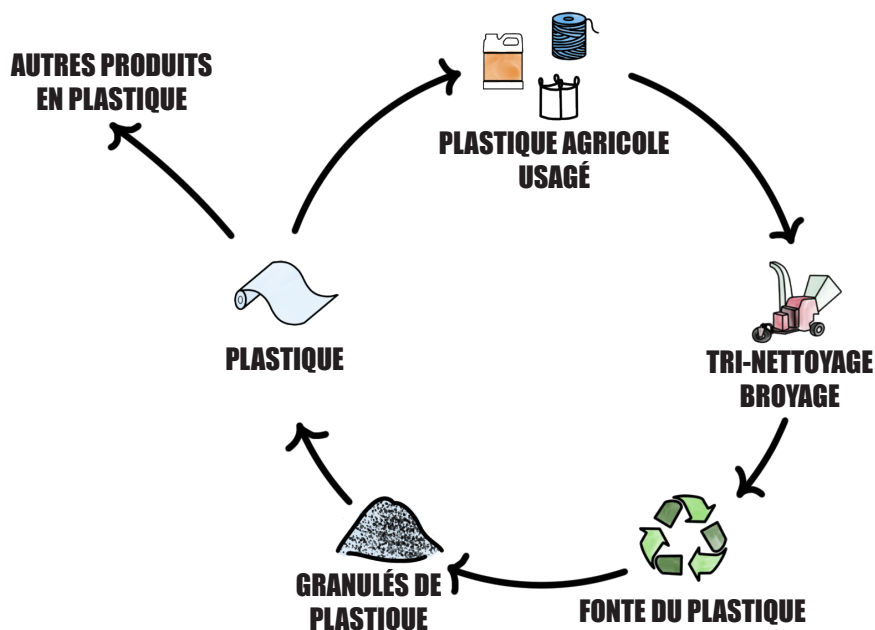 AUTRES PRODUITS
EN PLASTIQUE
PLASTIQUE AGRICOLE
USAGÉ
TRI-NETTOYAGE
BROYAGE
FONTE DU PLASTIQUE
GRANULÉS DE
PLASTIQUE
PLASTIQUE